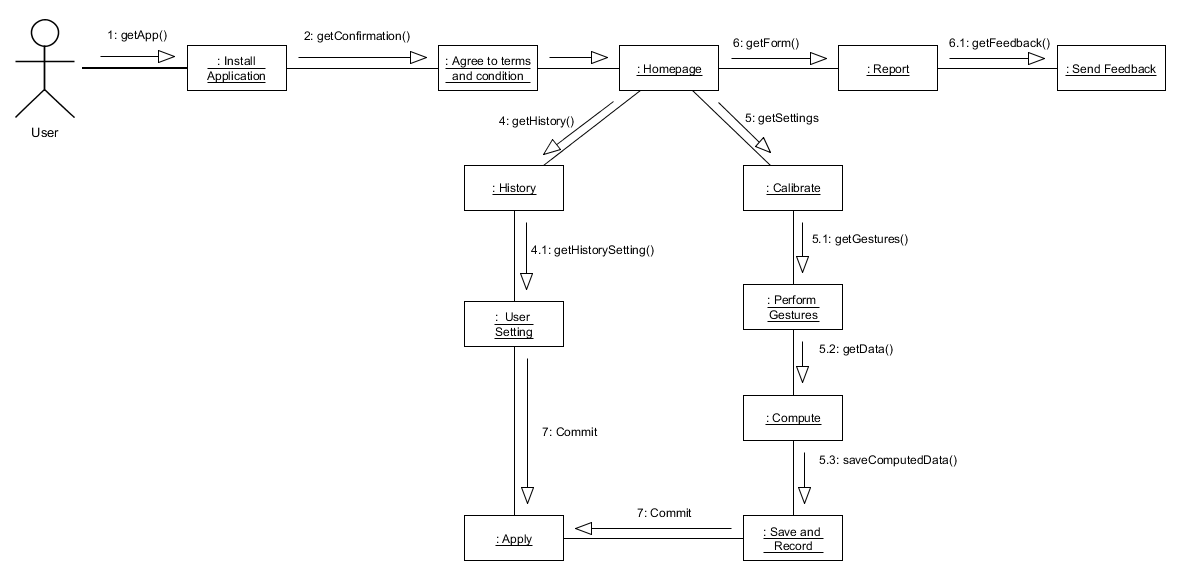 1: getApp()
2: getConfirmation()
6: getForm()
6.1: getFeedback()
: Install
Application
: Agree to terms
and condition
: Homepage
: Report
: Send Feedback
User
4: getHistory()
5: getSettings
: History
: Calibrate
4.1: getHistorySetting()
5.1: getGestures()
: User
Setting
: Perform
Gestures
5.2: getData()
: Compute
7: Commit
5.3: saveComputedData()
7: Commit
: Apply
: Save and
Record